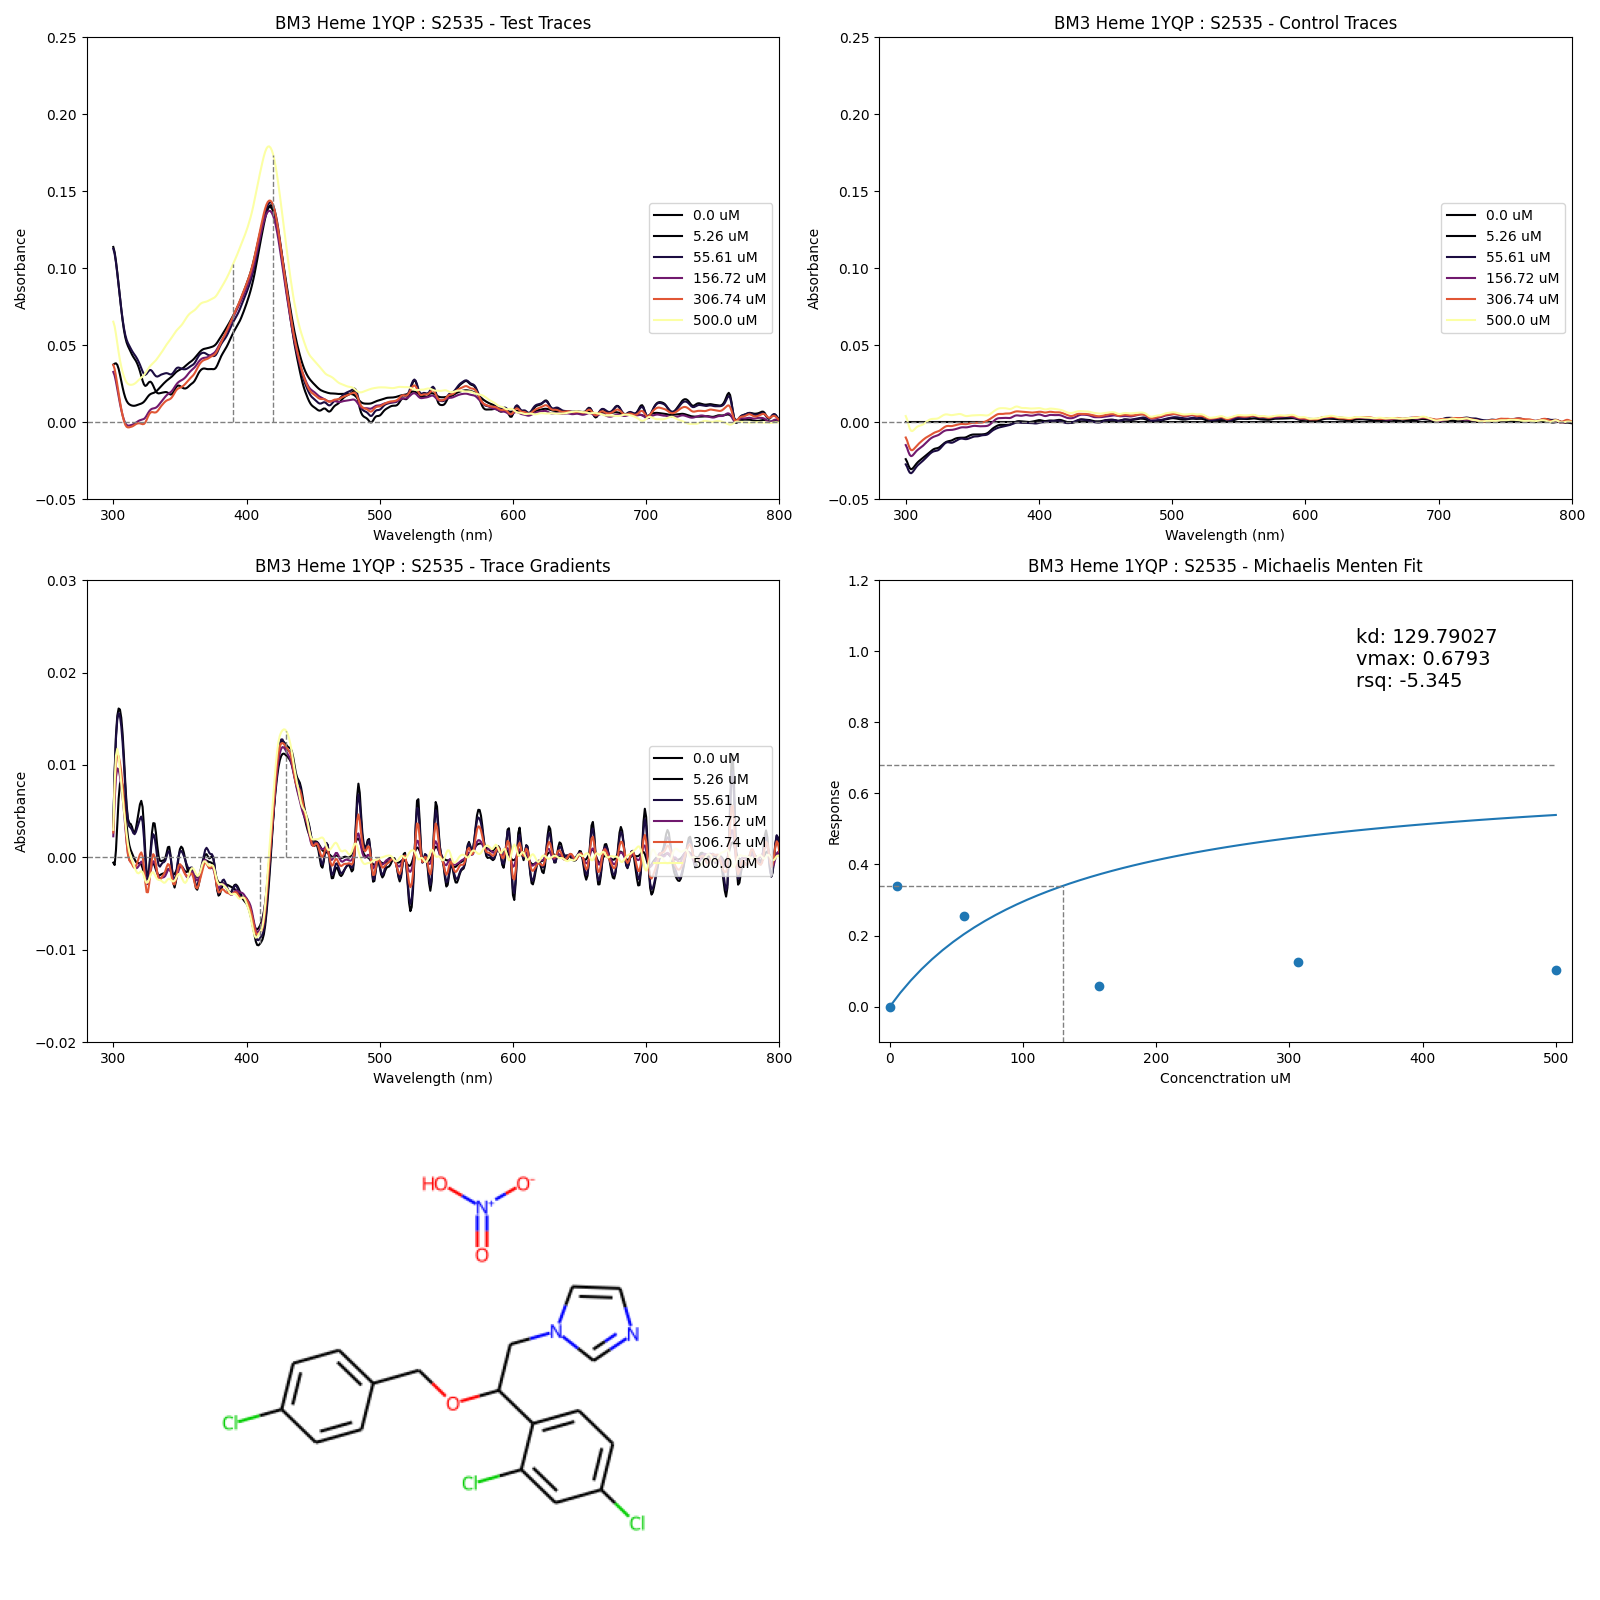 BM3 Heme 1YQP : S2535 - Test Traces
0.25
0.20
0.15
0.10
0.05
0.00
−0.05
Absorbance
0.0 uM
5.26 uM
55.61 uM
156.72 uM
306.74 uM
500.0 uM
300 400 500 600 700 800
Wavelength (nm)
BM3 Heme 1YQP : S2535 - Control Traces
0.25
0.20
0.15
0.10
0.05
0.00
−0.05
Absorbance
0.0 uM
5.26 uM
55.61 uM
156.72 uM
306.74 uM
500.0 uM
300 400 500 600 700 800
Wavelength (nm)
BM3 Heme 1YQP : S2535 - Trace Gradients
0.03
0.02
0.01
0.00
−0.01
−0.02
Absorbance
0.0 uM
5.26 uM
55.61 uM
156.72 uM
306.74 uM
500.0 uM
300 400 500 600 700 800
Wavelength (nm)
BM3 Heme 1YQP : S2535 - Michaelis Menten Fit
1.2
1.0
0.8
0.6
0.4
0.2
0.0
Response
kd: 129.79027
vmax: 0.6793
rsq: -5.345
0 100 200 300 400 500
Concenctration uM
HO O⁻
N⁺
O
N N
O
Cl
Cl
Cl